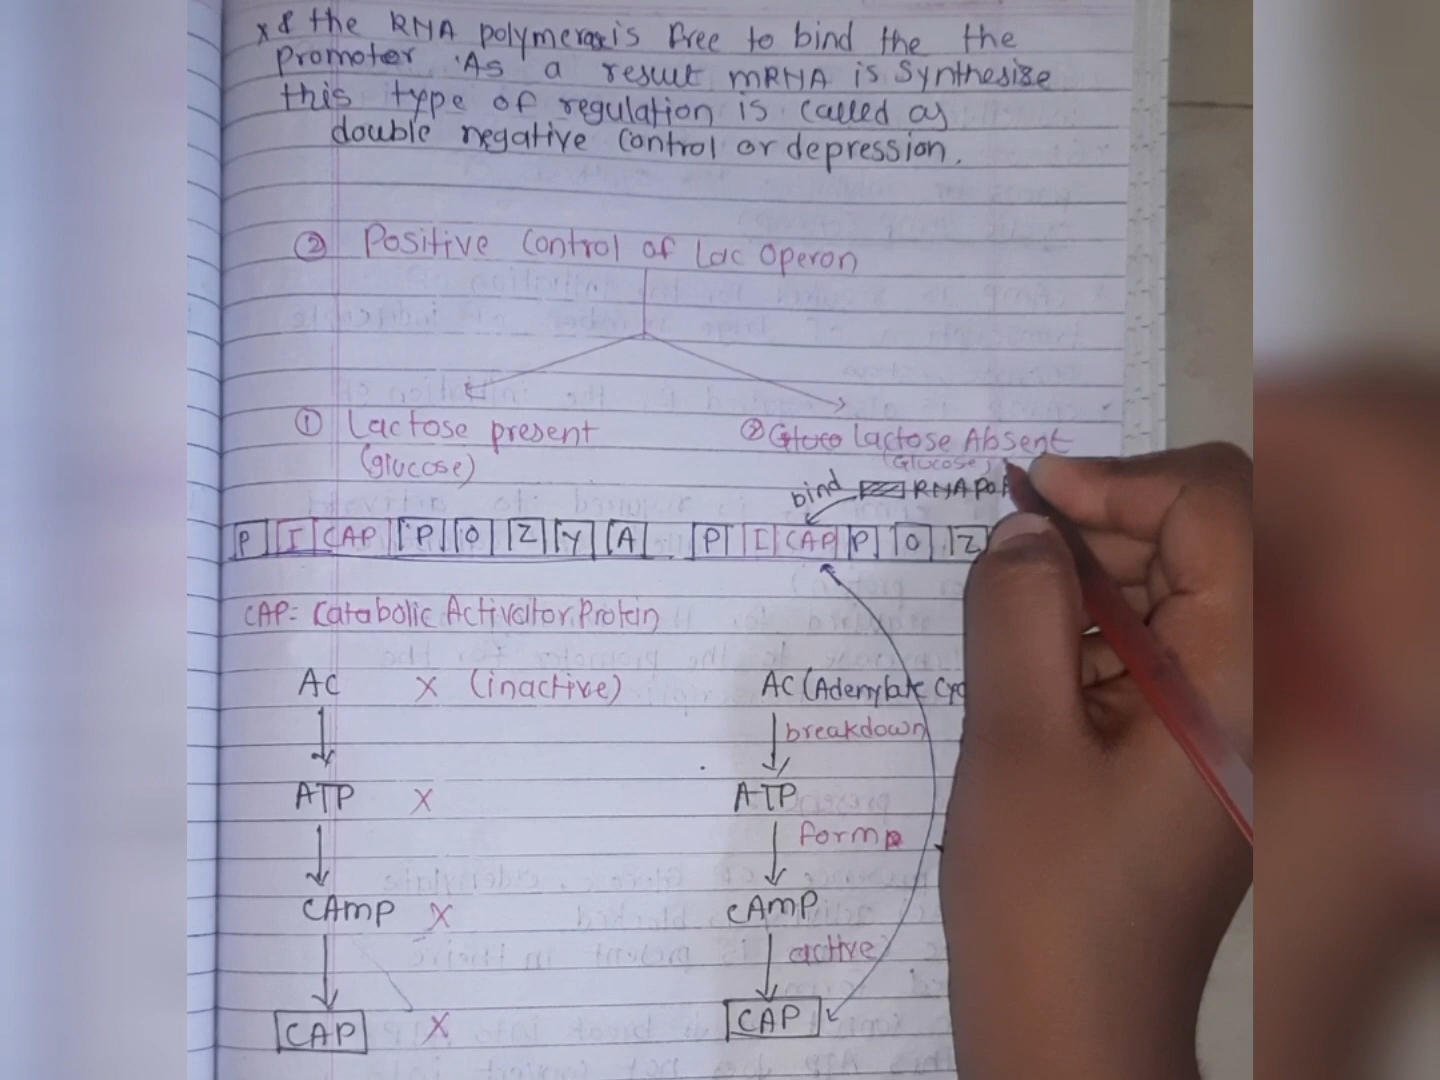 x & the RNA polymerasis free to bind the the
promoter. As a result mRNA is Synthesize
this type of regulation is called as
double negative Control or depression.
② Positive Control of Lac Operon
① Lactose present
(glucose)
② Gluco lactose Absent
(Glucose)
bind RNA Pol
P I CAP P O Z Y A
P I CAP P O Z
CAP- Catabolic Activator Protein
AC X (inactive)
AC (Adenylate Cyc
breakdown
ATP X
ATP
form
cAmp X
cAmp
active
CAP X
CAP